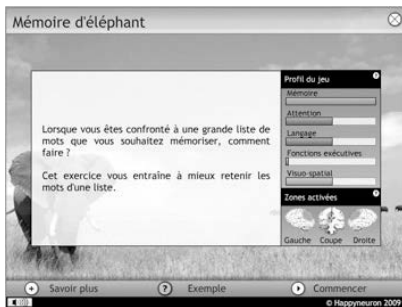 Mémoire d'éléphant
Lorsque vous êtes confronté à une grande liste de
mots que vous souhaitez mémoriser, comment
faire ?
Cet exercice vous entraîne à mieux retenir les
mots d'une liste.
Profil du jeu
Mémoire
Attention
Langage
Fonctions exécutives
Visuo-spatial
Zones activées
Gauche Coupe Droite
Savoir plus
? Exemple
Commencer
© Happyneuron 2009